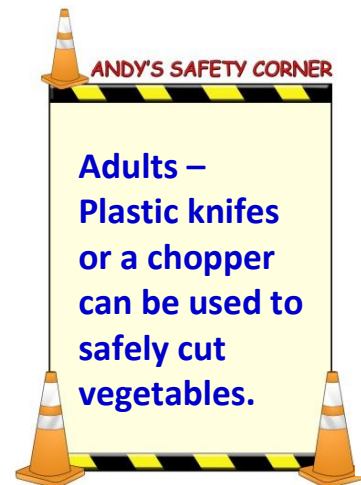 ANDY'S SAFETY CORNER
Adults –
Plastic knifes
or a chopper
can be used to
safely cut
vegetables.